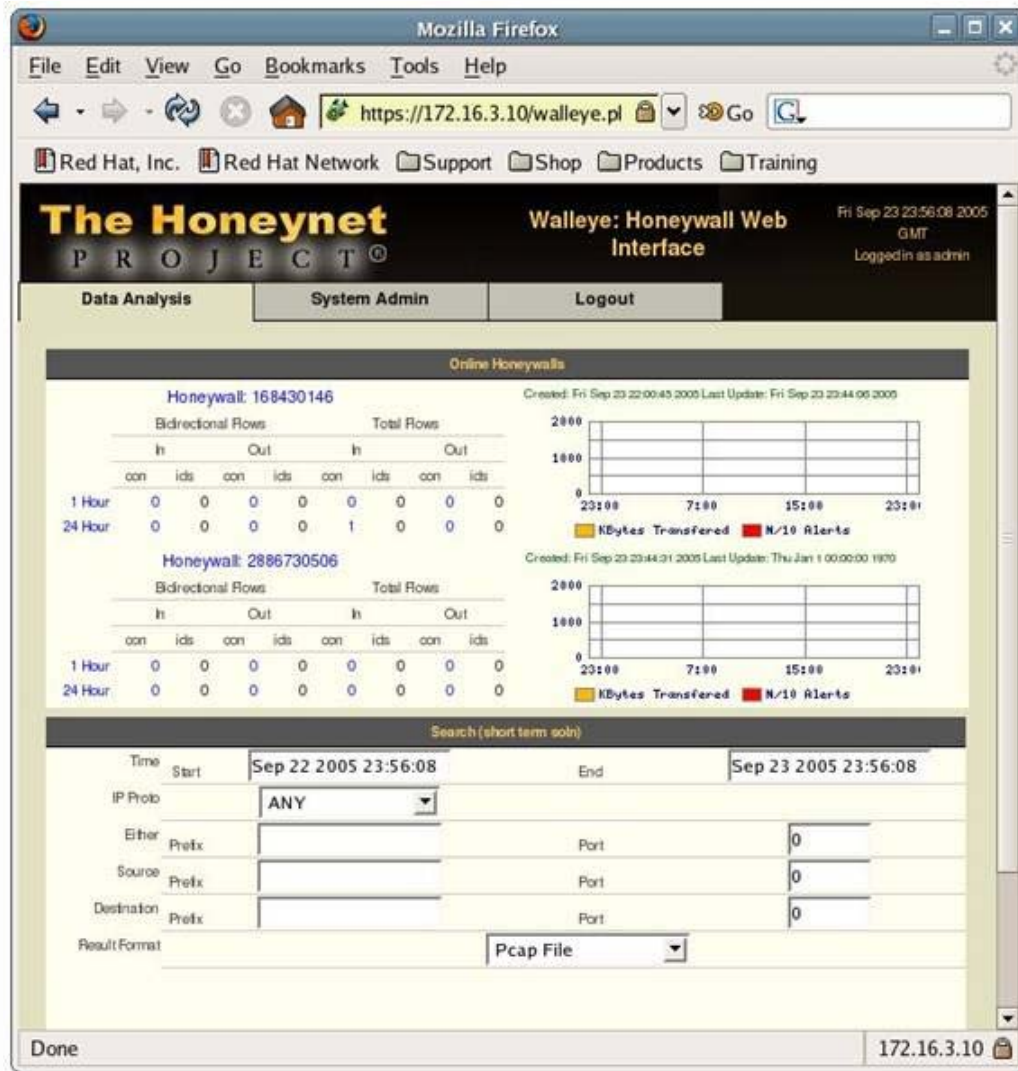 Mozilla Firefox
File Edit View Go Bookmarks Tools Help
https://172.16.3.10/walleye.pl Go G
Red Hat, Inc. Red Hat Network Support Shop Products Training
The Honeynet
PROJECT®
Walleye: Honeywall Web
Interface
Fri Sep 23 23:56:08 2005
GMT
Logged in as admin
Data Analysis System Admin Logout
Online Honeywalls
Honeywall: 168430146
Bidirectional Flows Total Flows
In Out In Out
con ids con ids con ids con ids
1 Hour 0 0 0 0 0 0 0 0
24 Hour 0 0 0 0 1 0 0 0
Created: Fri Sep 23 22:00:45 2005 Last Update: Fri Sep 23 23:44:06 2005
2000
1000
0
23:00 7:00 15:00 23:0
KBytes Transfered N/10 Alerts
Honeywall: 2886730506
Bidirectional Flows Total Flows
In Out In Out
con ids con ids con ids con ids
1 Hour 0 0 0 0 0 0 0 0
24 Hour 0 0 0 0 0 0 0 0
Created: Fri Sep 23 23:44:31 2005 Last Update: Thu Jan 1 00:00:00 1970
2000
1000
0
23:00 7:00 15:00 23:0
KBytes Transfered N/10 Alerts
Search (short term soln)
Time Start Sep 22 2005 23:56:08 End Sep 23 2005 23:56:08
IP Proto ANY
Either Prefix Port 0
Source Prefix Port 0
Destination Prefix Port 0
Result Format Pcap File
Done 172.16.3.10